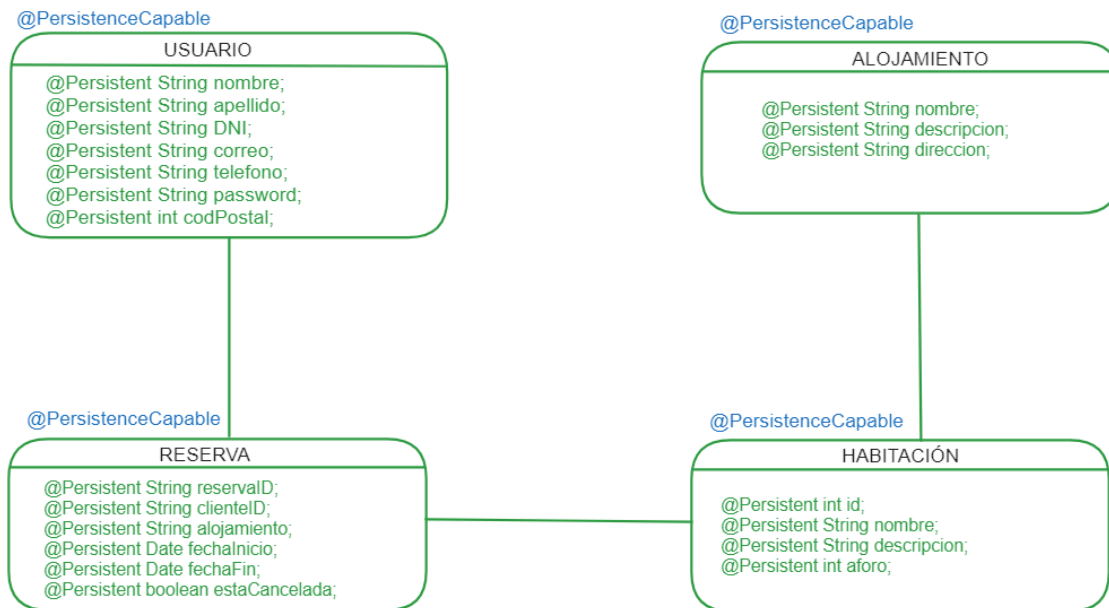 @PersistenceCapable
USUARIO
@Persistent String nombre;
@Persistent String apellido;
@Persistent String DNI;
@Persistent String correo;
@Persistent String telefono;
@Persistent String password;
@Persistent int codPostal;
@PersistenceCapable
ALOJAMIENTO
@Persistent String nombre;
@Persistent String descripcion;
@Persistent String direccion;
@PersistenceCapable
RESERVA
@Persistent String reservaID;
@Persistent String clienteID;
@Persistent String alojamiento;
@Persistent Date fechaInicio;
@Persistent Date fechaFin;
@Persistent boolean estaCancelada;
@PersistenceCapable
HABITACIÓN
@Persistent int id;
@Persistent String nombre;
@Persistent String descripcion;
@Persistent int aforo;